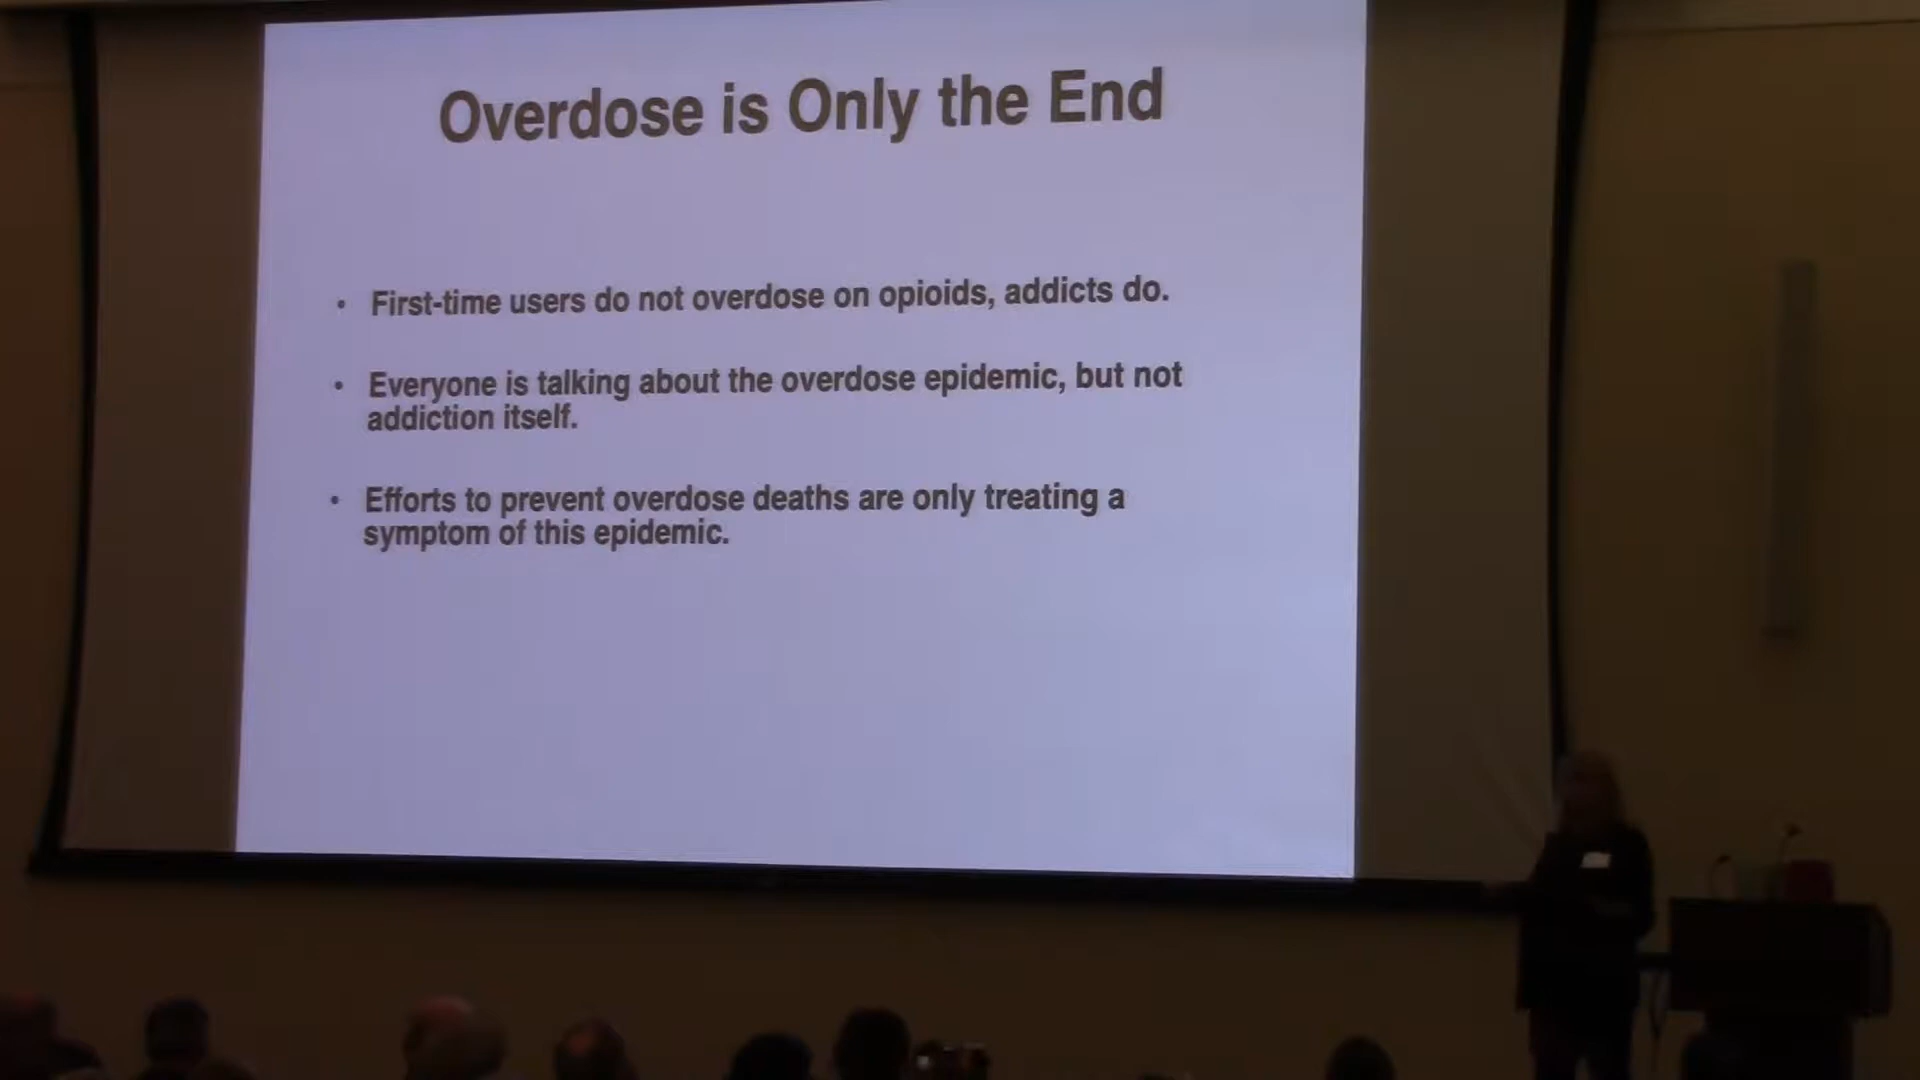 Overdose is Only the End
• First-time users do not overdose on opioids, addicts do.
• Everyone is talking about the overdose epidemic, but not
addiction itself.
• Efforts to prevent overdose deaths are only treating a
symptom of this epidemic.